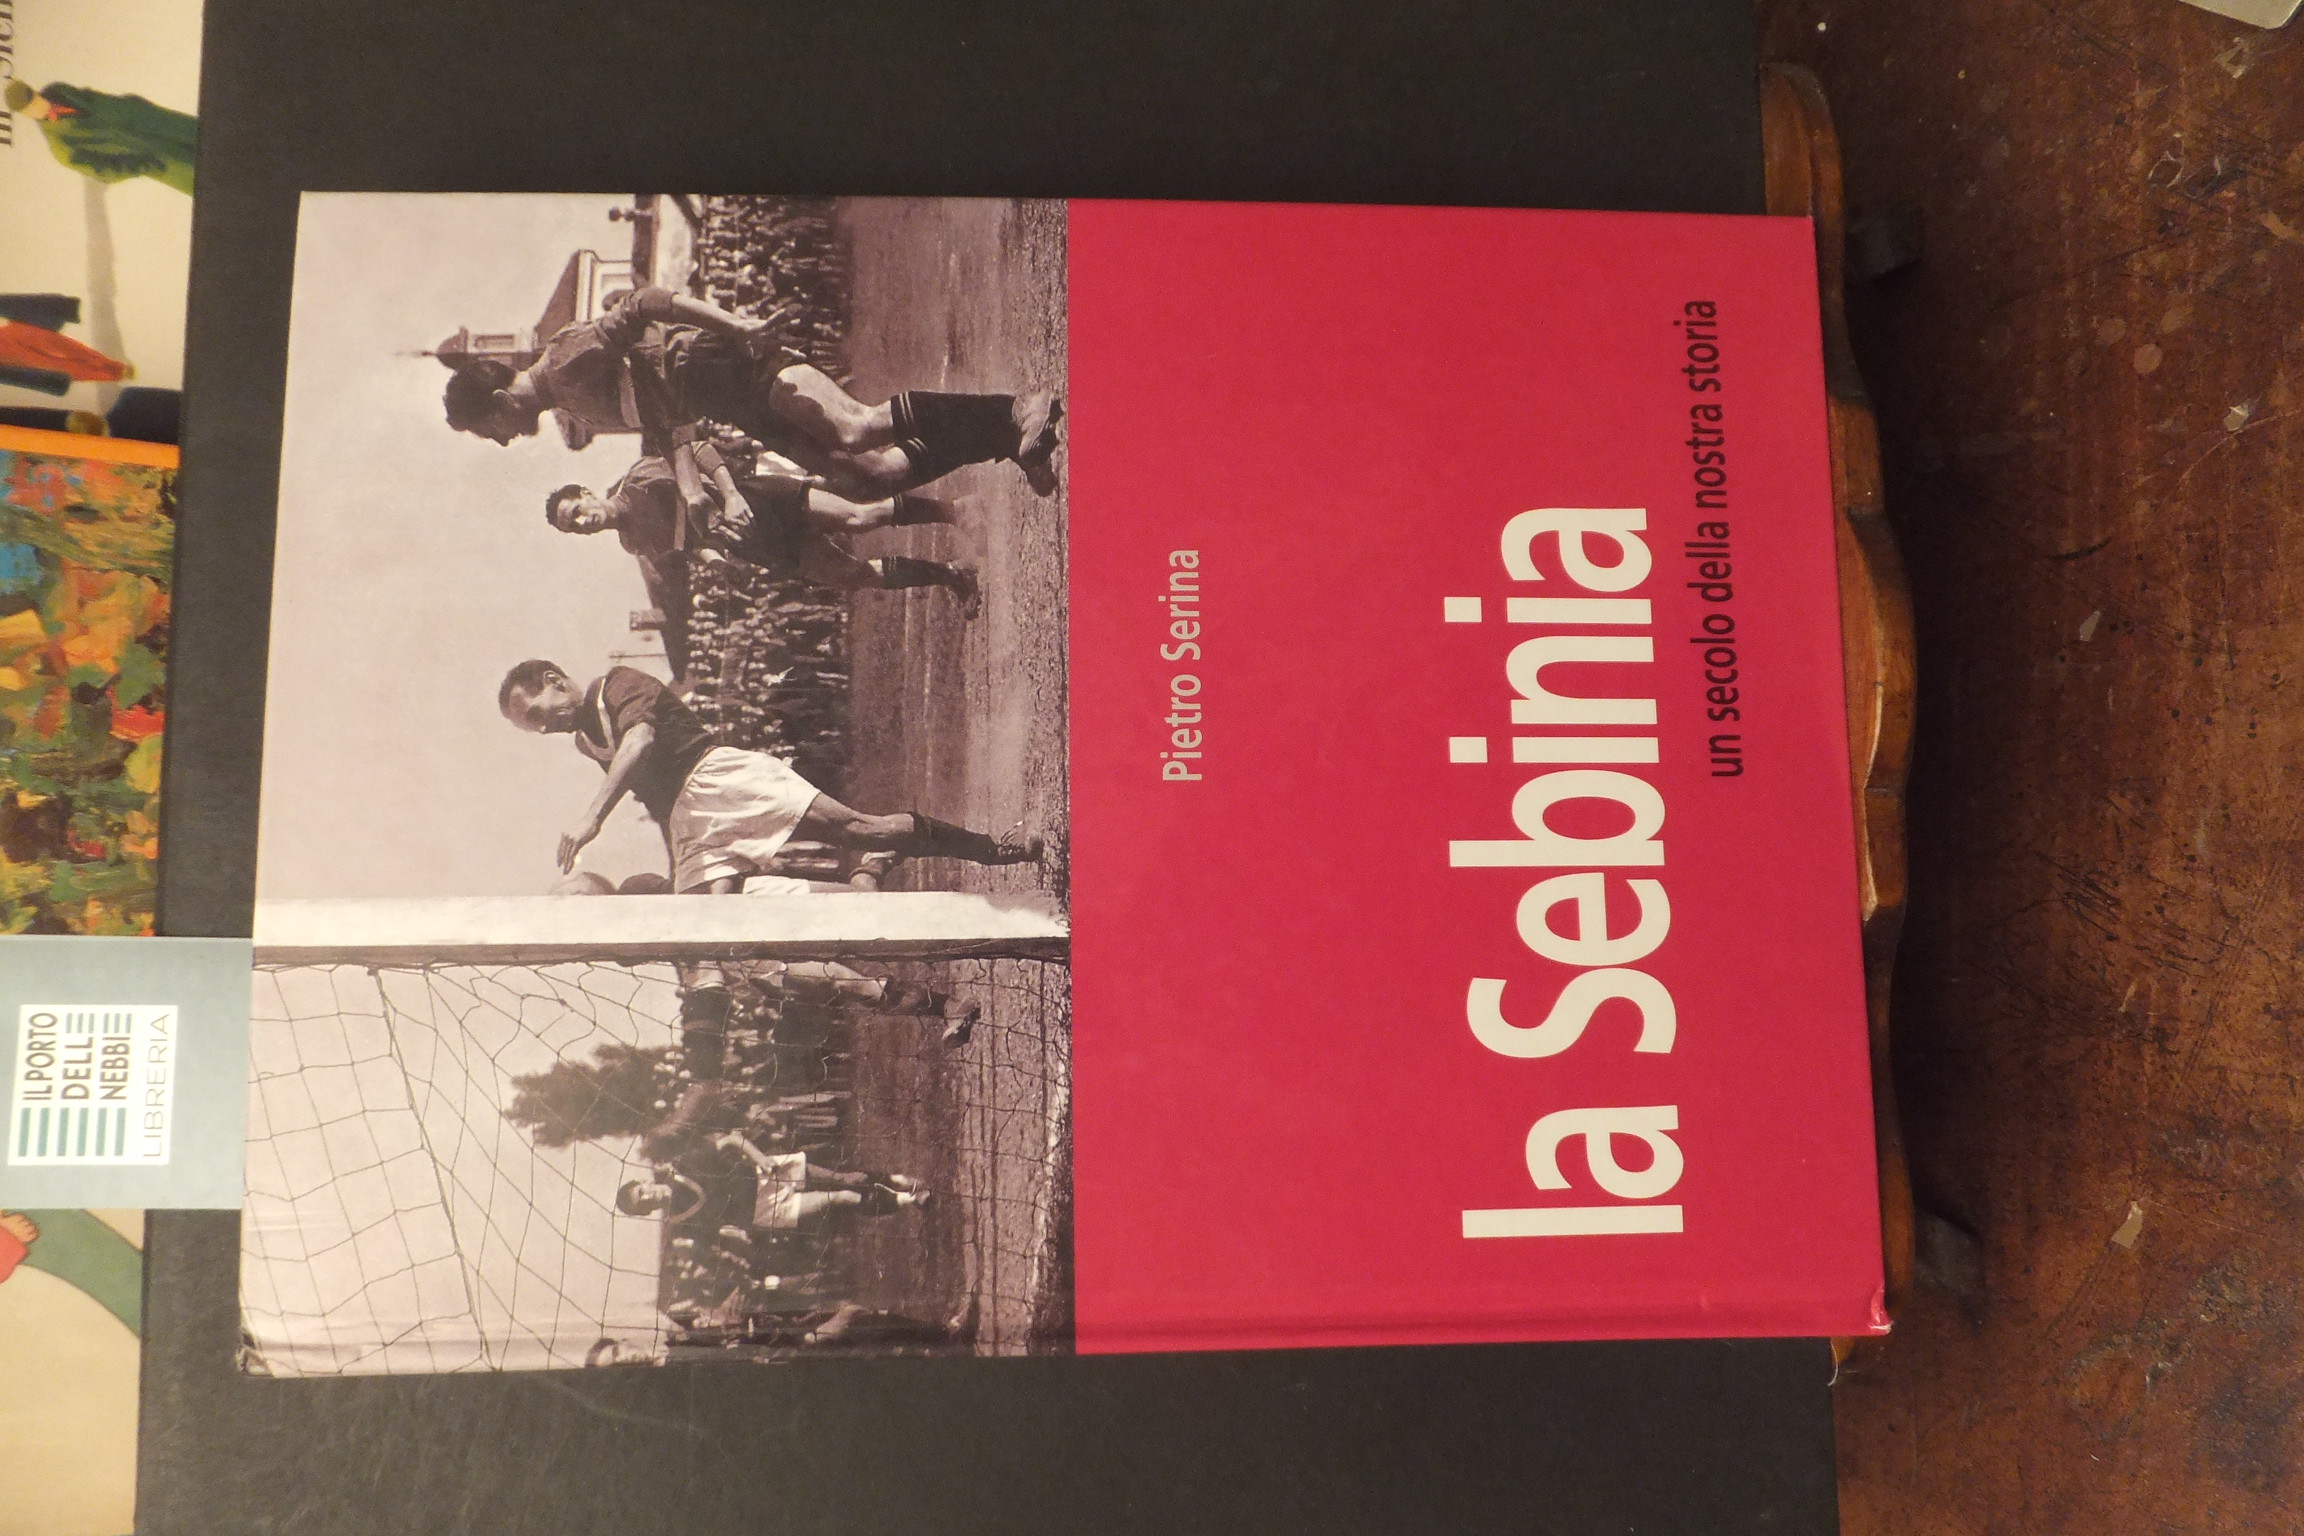 IL PORTO
DELLE
NEBBIE
LIBRERIA
Pietro Serina
la Sebinia
un secolo della nostra storia